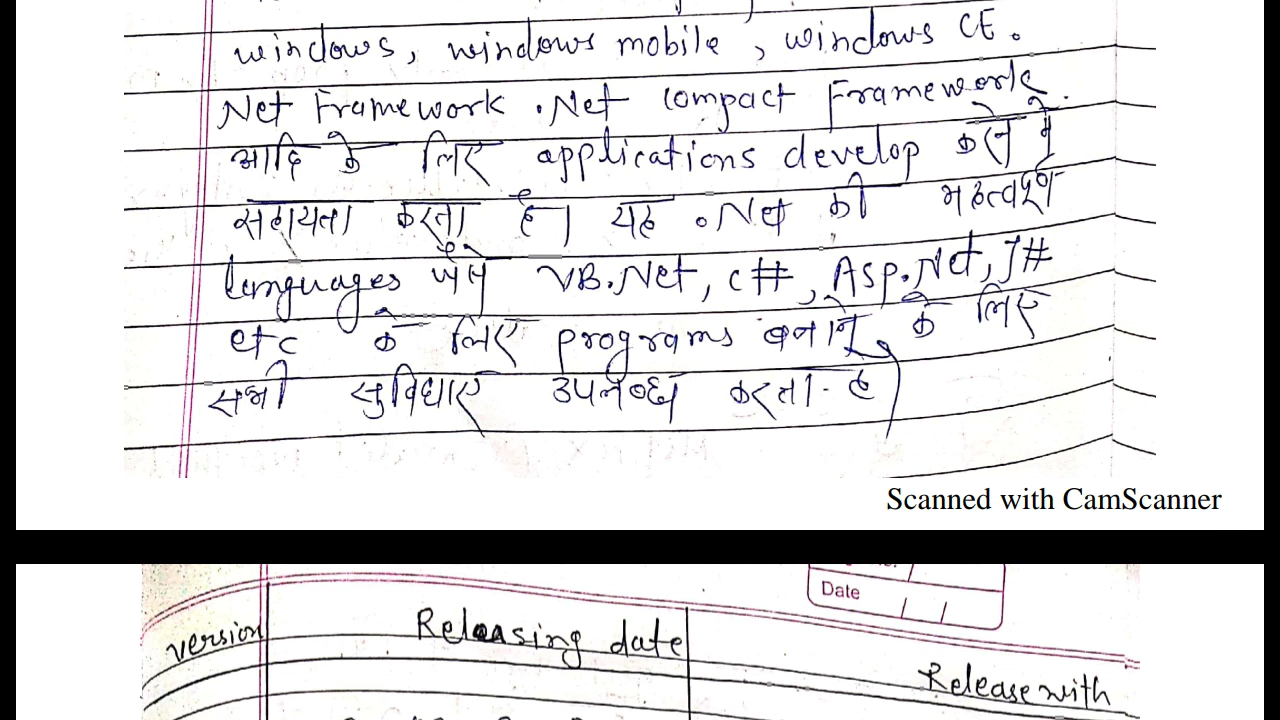 windows, windows mobile, windows CE.
Net Framework .Net compact Framework.
आदि के लिए applications develop करने में
सहायता करता है। यह .Net की महत्वपूर्ण
languages जैसे VB.Net, c#, Asp.Net, J#
etc के लिए programs बनाने के लिए
सभी सुविधाएं उपलब्ध करता है
Scanned with CamScanner
Date / /
version Releasing date Release with